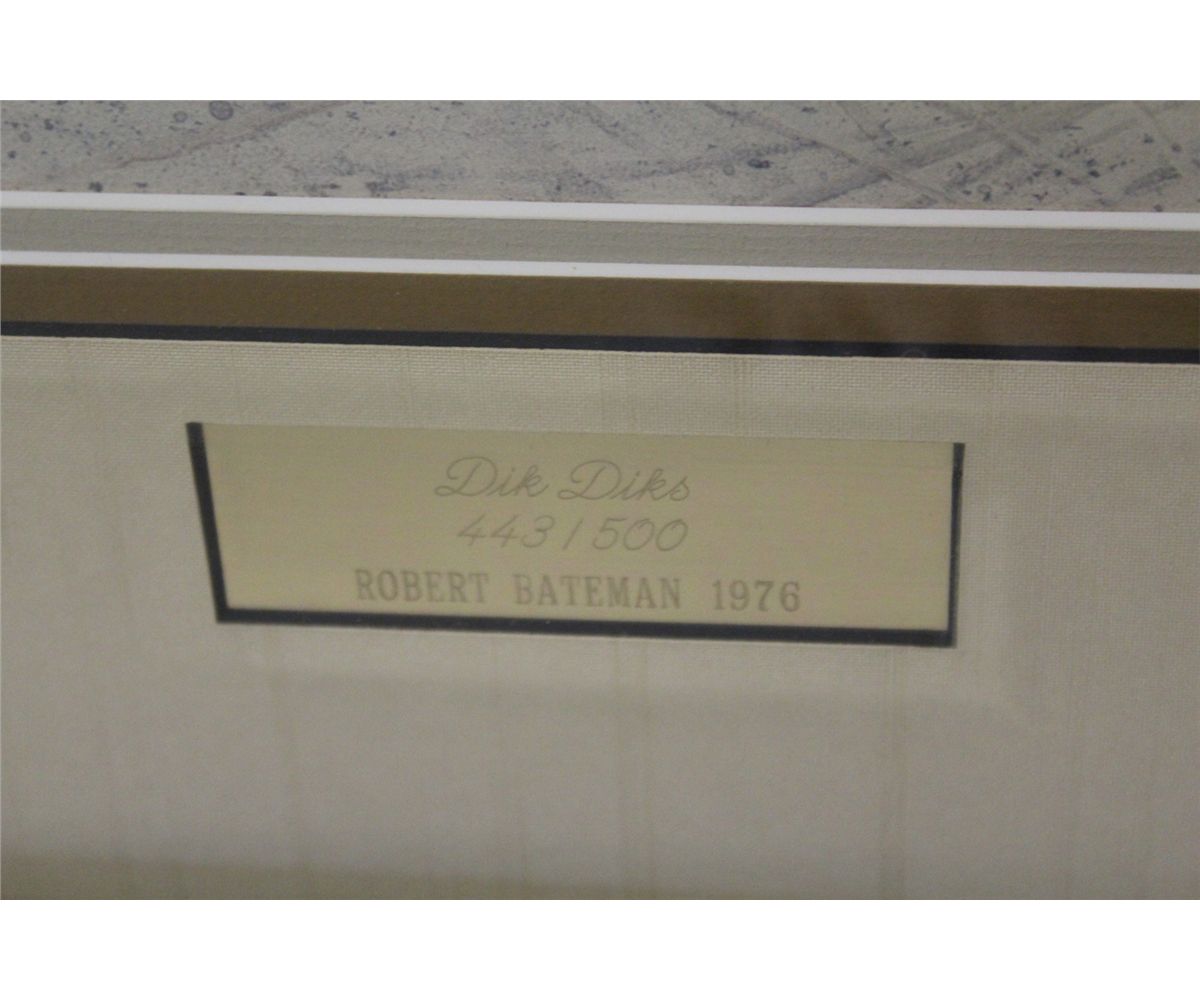 Dik Diks
443/500
ROBERT BATEMAN 1976